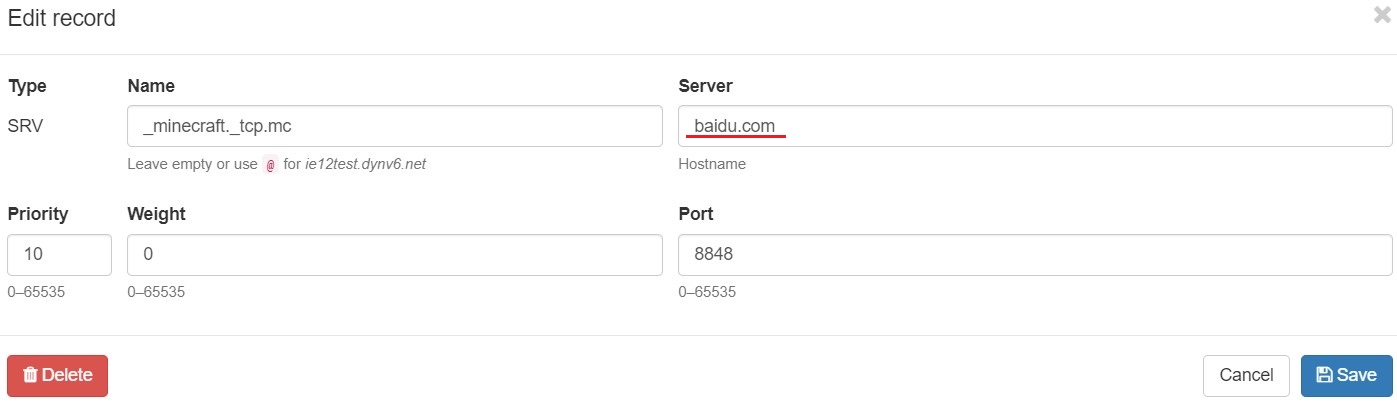 Edit record
Type Name Server
SRV _minecraft._tcp.mc baidu.com
Leave empty or use @ for ie12test.dynv6.net Hostname
Priority Weight Port
10 0 8848
0–65535 0–65535 0–65535
Delete Cancel Save